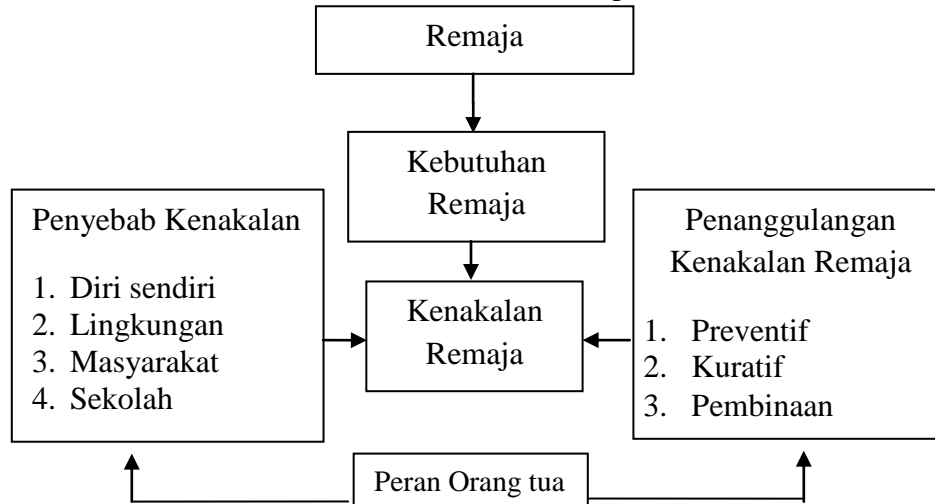 Remaja
Kebutuhan
Remaja
Penyebab Kenakalan
1. Diri sendiri
2. Lingkungan
3. Masyarakat
4. Sekolah
Kenakalan
Remaja
Penanggulangan
Kenakalan Remaja
1. Preventif
2. Kuratif
3. Pembinaan
Peran Orang tua